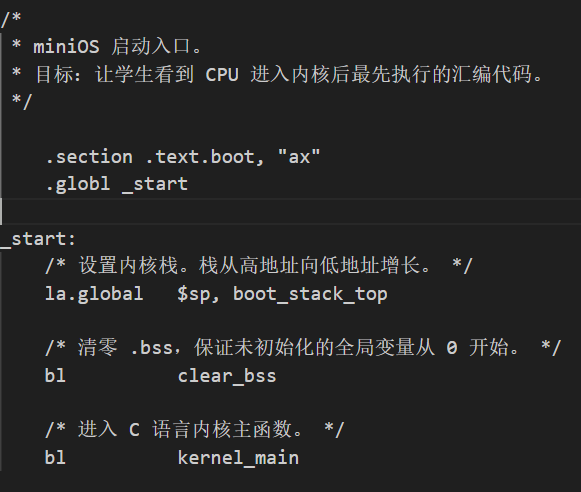 /*
 * miniOS 启动入口。
 * 目标：让学生看到 CPU 进入内核后最先执行的汇编代码。
 */
    .section .text.boot, "ax"
    .globl _start
_start:
    /* 设置内核栈。栈从高地址向低地址增长。 */
    la.global   $sp, boot_stack_top
    /* 清零 .bss，保证未初始化的全局变量从 0 开始。 */
    bl          clear_bss
    /* 进入 C 语言内核主函数。 */
    bl          kernel_main